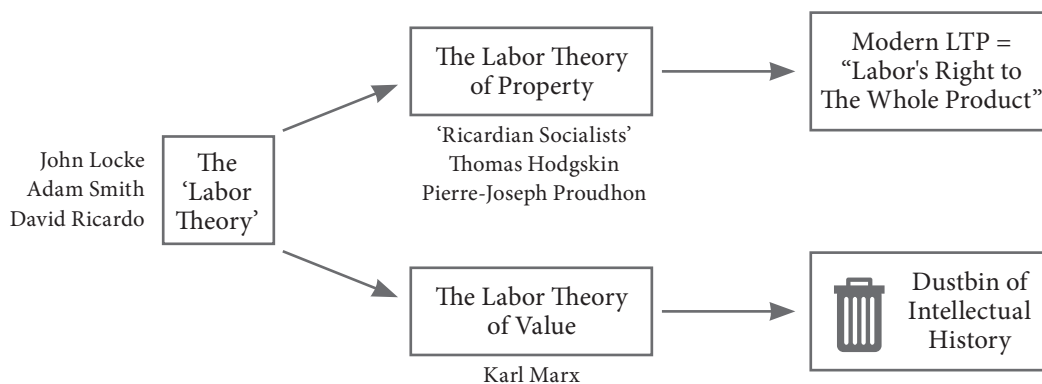 John Locke
Adam Smith
David Ricardo
The
‘Labor
Theory’
The Labor Theory
of Property
‘Ricardian Socialists’
Thomas Hodgskin
Pierre-Joseph Proudhon
Modern LTP =
“Labor's Right to
The Whole Product”
The Labor Theory
of Value
Karl Marx
Dustbin of
Intellectual
History